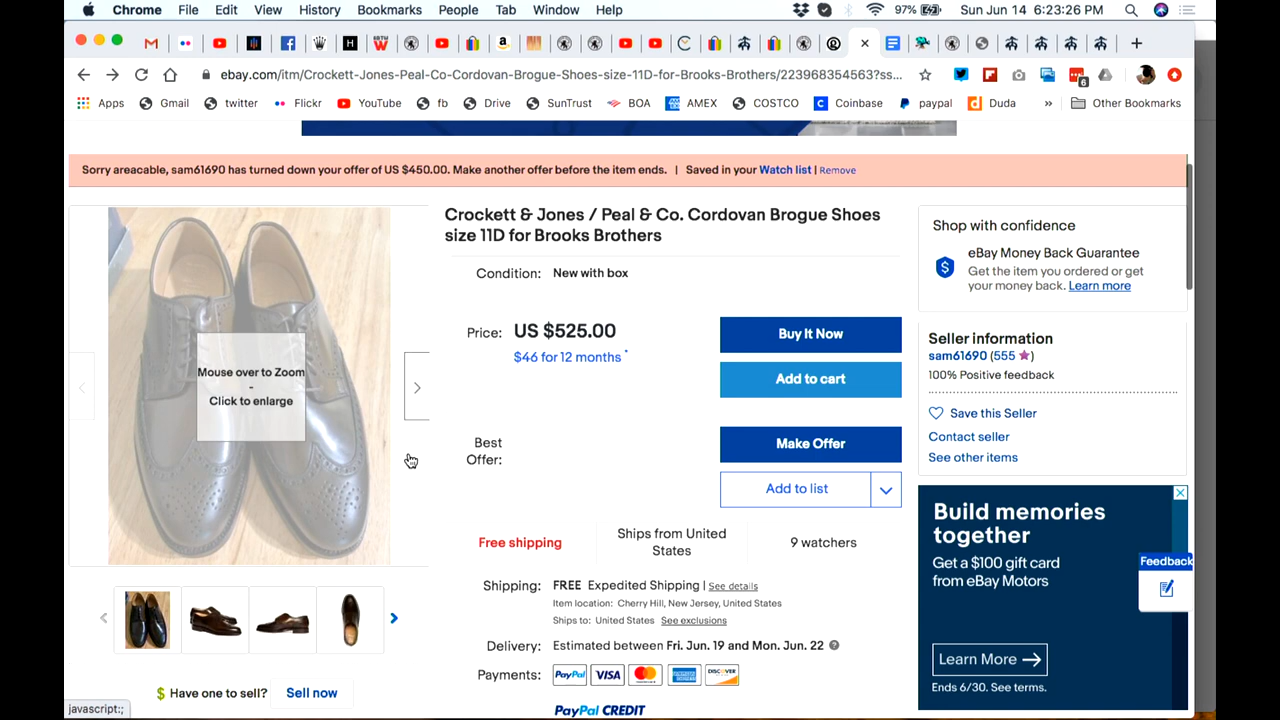 Chrome File Edit View History Bookmarks People Tab Window Help 97% Sun Jun 14 6:23:26 PM
ebay.com/itm/Crockett-Jones-Peal-Co-Cordovan-Brogue-Shoes-size-11D-for-Brooks-Brothers/223968354563?ss...
6
Apps Gmail twitter Flickr YouTube fb Drive SunTrust BOA AMEX COSTCO Coinbase paypal Duda » Other Bookmarks
Sorry areacable, sam61690 has turned down your offer of US $450.00. Make another offer before the item ends. | Saved in your Watch list | Remove
Crockett & Jones / Peal & Co. Cordovan Brogue Shoes
size 11D for Brooks Brothers
Condition: New with box
Price: US $525.00
$46 for 12 months *
Buy It Now
Add to cart
Best
Offer:
Make Offer
Add to list
Mouse over to Zoom
-
Click to enlarge
Free shipping
Ships from United
States
9 watchers
Shipping: FREE Expedited Shipping | See details
Item location: Cherry Hill, New Jersey, United States
Ships to: United States See exclusions
Delivery: Estimated between Fri. Jun. 19 and Mon. Jun. 22
Payments: PayPal VISA DISCOVER
PayPal CREDIT
Shop with confidence
eBay Money Back Guarantee
Get the item you ordered or get
your money back. Learn more
Seller information
sam61690 (555 )
100% Positive feedback
Save this Seller
Contact seller
See other items
Build memories
together
Get a $100 gift card
from eBay Motors
Learn More
Ends 6/30. See terms.
Feedback
$ Have one to sell? Sell now
javascript:;